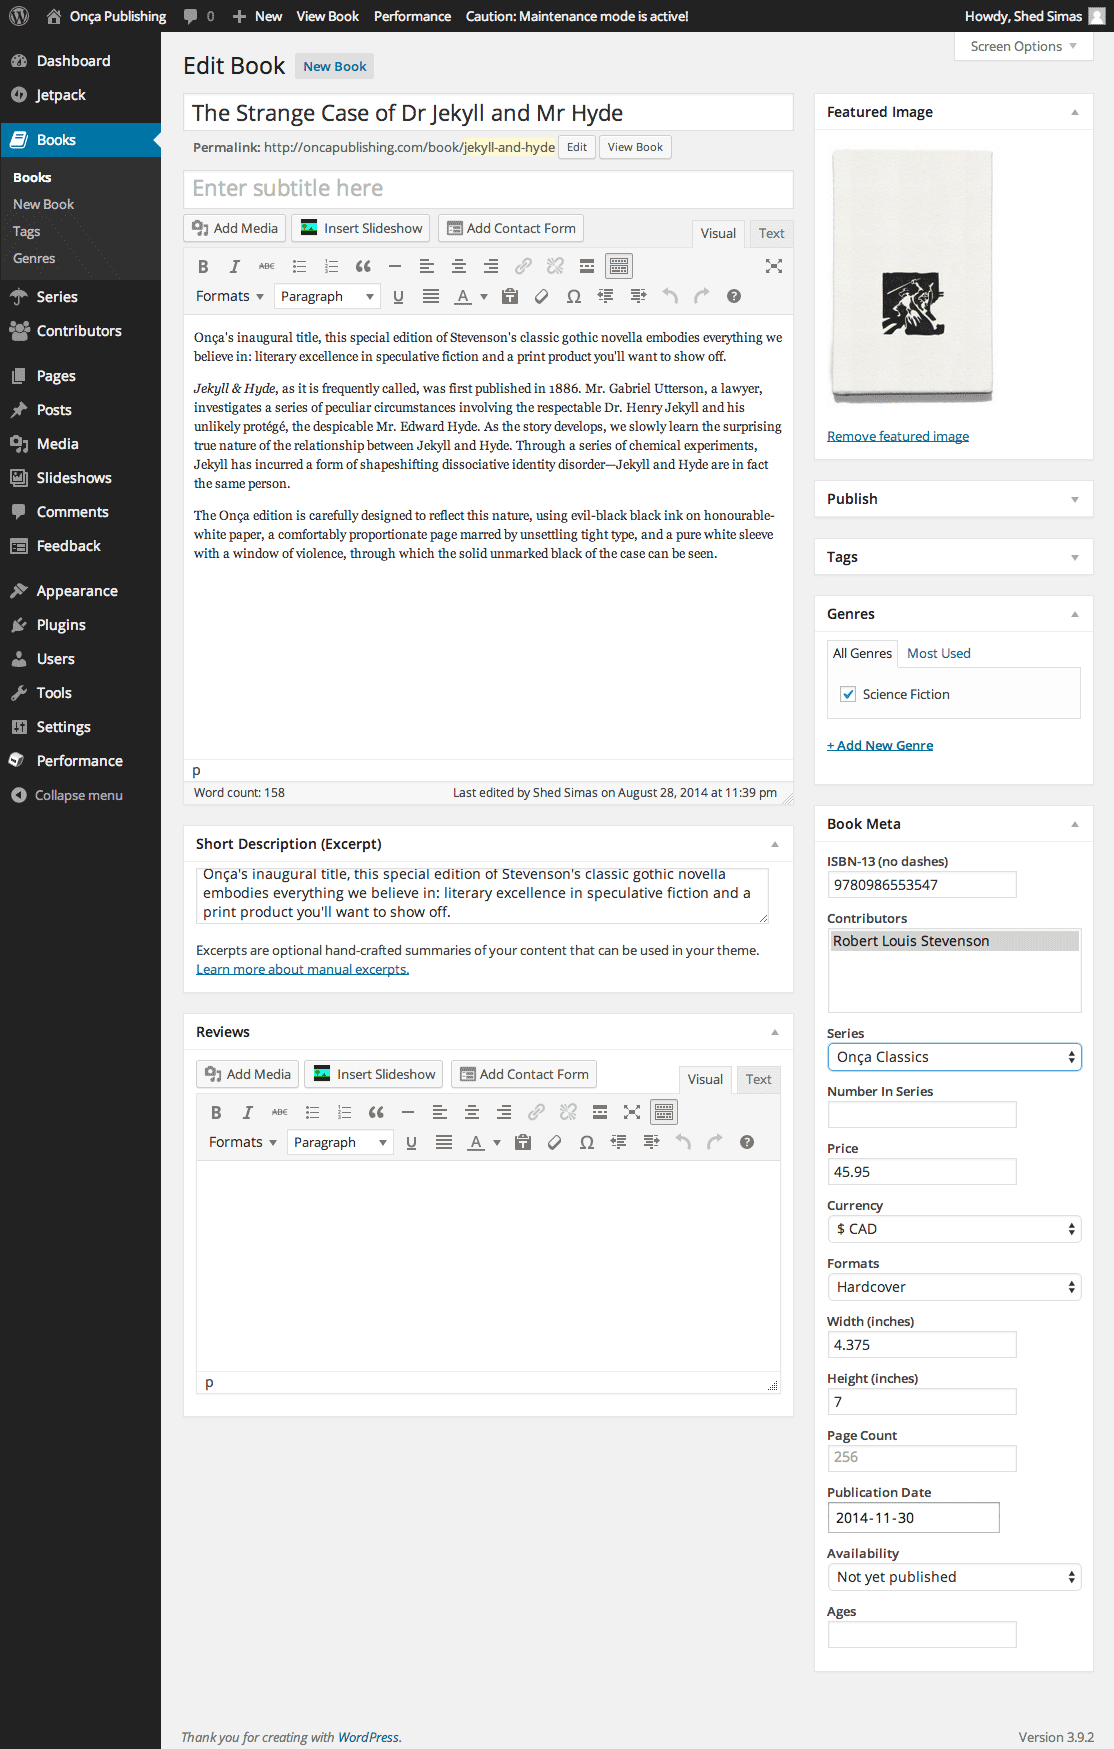 Onça Publishing 0 New View Book Performance Caution: Maintenance mode is active! Howdy, Shed Simas
Screen Options
Dashboard
Jetpack
Books
Books
New Book
Tags
Genres
Series
Contributors
Pages
Posts
Media
Slideshows
Comments
Feedback
Appearance
Plugins
Users
Tools
Settings
Performance
Collapse menu
Edit Book New Book
The Strange Case of Dr Jekyll and Mr Hyde
Permalink: http://oncapublishing.com/book/jekyll-and-hyde Edit View Book
Enter subtitle here
Add Media Insert Slideshow Add Contact Form Visual Text
B I ABC
Formats Paragraph U A T Ω ?
Onça's inaugural title, this special edition of Stevenson's classic gothic novella embodies everything we
believe in: literary excellence in speculative fiction and a print product you'll want to show off.
Jekyll & Hyde, as it is frequently called, was first published in 1886. Mr. Gabriel Utterson, a lawyer,
investigates a series of peculiar circumstances involving the respectable Dr. Henry Jekyll and his
unlikely protégé, the despicable Mr. Edward Hyde. As the story develops, we slowly learn the surprising
true nature of the relationship between Jekyll and Hyde. Through a series of chemical experiments,
Jekyll has incurred a form of shapeshifting dissociative identity disorder—Jekyll and Hyde are in fact
the same person.
The Onça edition is carefully designed to reflect this nature, using evil-black black ink on honourable-
white paper, a comfortably proportionate page marred by unsettling tight type, and a pure white sleeve
with a window of violence, through which the solid unmarked black of the case can be seen.
p
Word count: 158 Last edited by Shed Simas on August 28, 2014 at 11:39 pm
Short Description (Excerpt)
Onça's inaugural title, this special edition of Stevenson's classic gothic novella
embodies everything we believe in: literary excellence in speculative fiction and a
print product you'll want to show off.
Excerpts are optional hand-crafted summaries of your content that can be used in your theme.
Learn more about manual excerpts.
Reviews
Add Media Insert Slideshow Add Contact Form Visual Text
B I ABC
Formats Paragraph U A T Ω ?
p
Featured Image
Remove featured image
Publish
Tags
Genres
All Genres Most Used
Science Fiction
+ Add New Genre
Book Meta
ISBN-13 (no dashes)
9780986553547
Contributors
Robert Louis Stevenson
Series
Onça Classics
Number In Series
Price
45.95
Currency
$ CAD
Formats
Hardcover
Width (inches)
4.375
Height (inches)
7
Page Count
256
Publication Date
2014-11-30
Availability
Not yet published
Ages
Thank you for creating with WordPress. Version 3.9.2